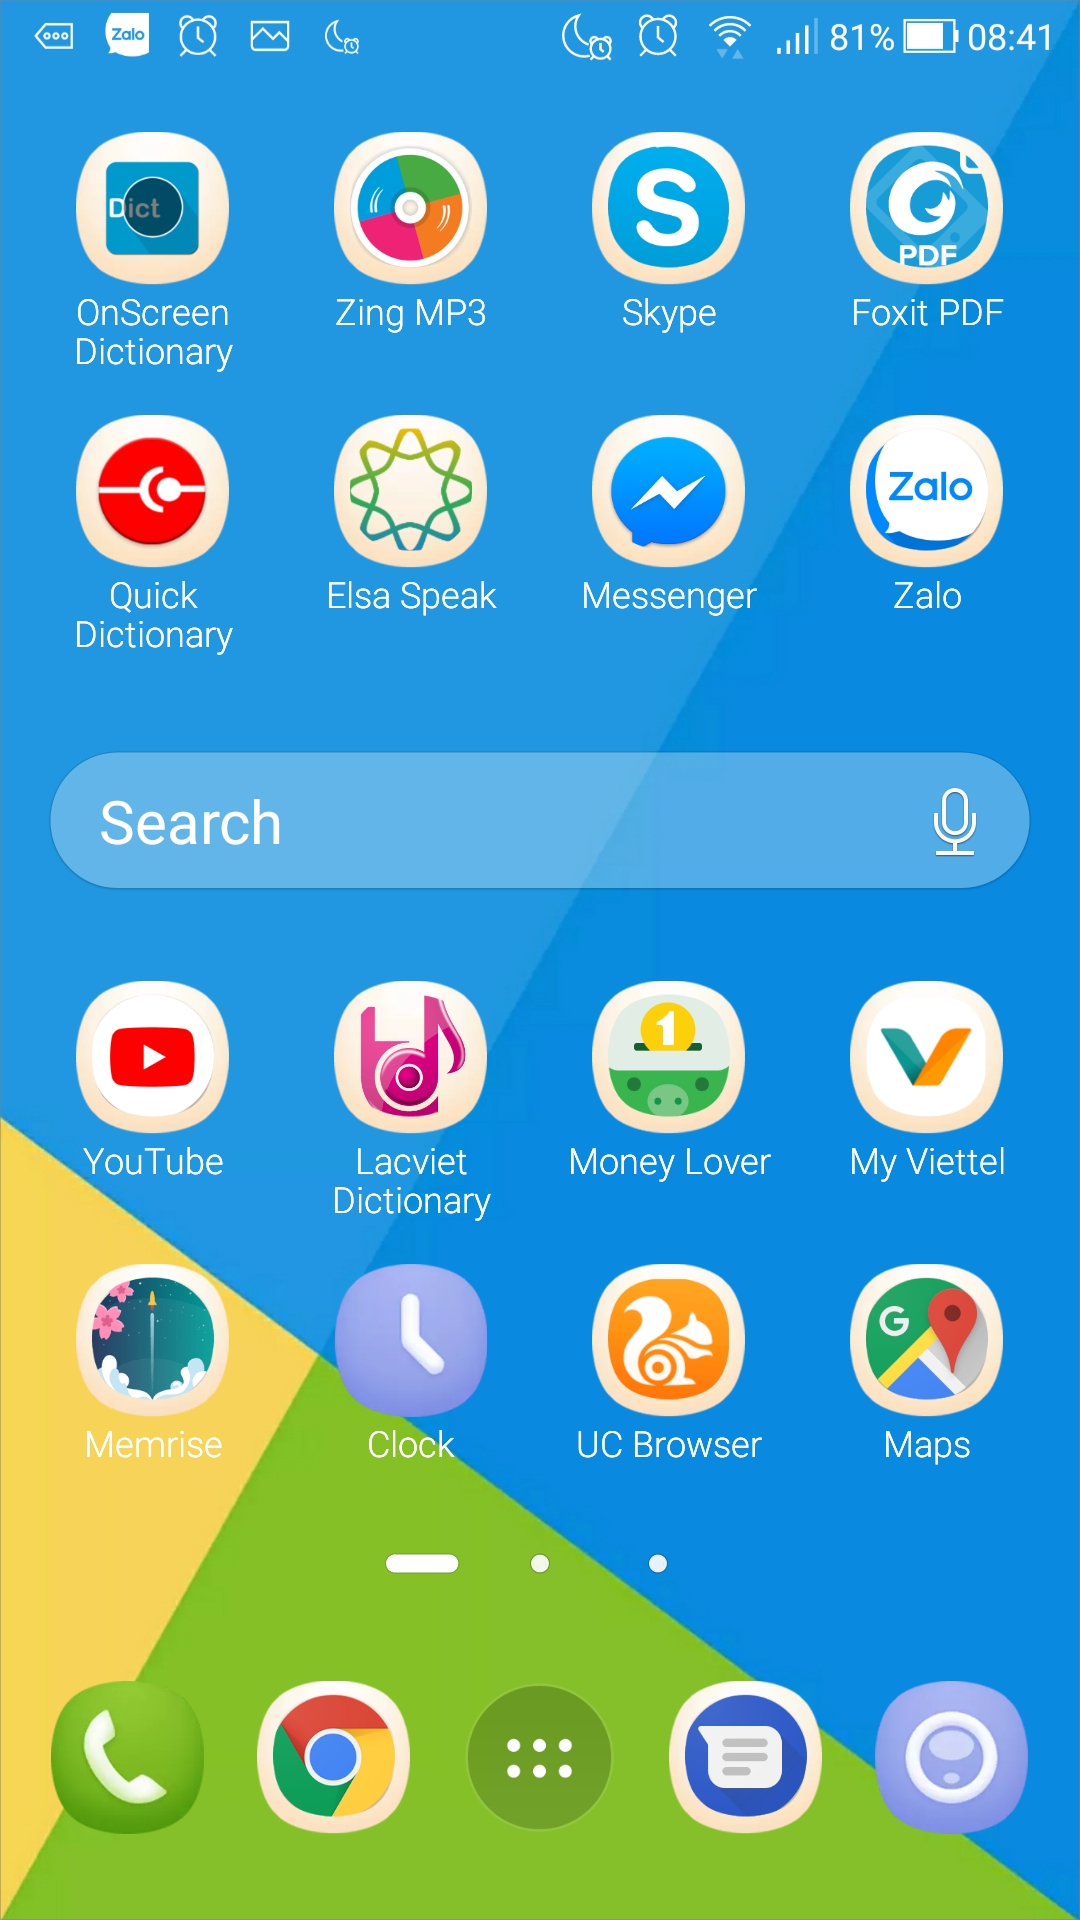 Zalo 81% 08:41
Dict
PDF
OnScreen Dictionary
Zing MP3
Skype
Foxit PDF
Zalo
Quick Dictionary
Elsa Speak
Messenger
Zalo
Search
1
YouTube
Lacviet Dictionary
Money Lover
My Viettel
G
Memrise
Clock
UC Browser
Maps